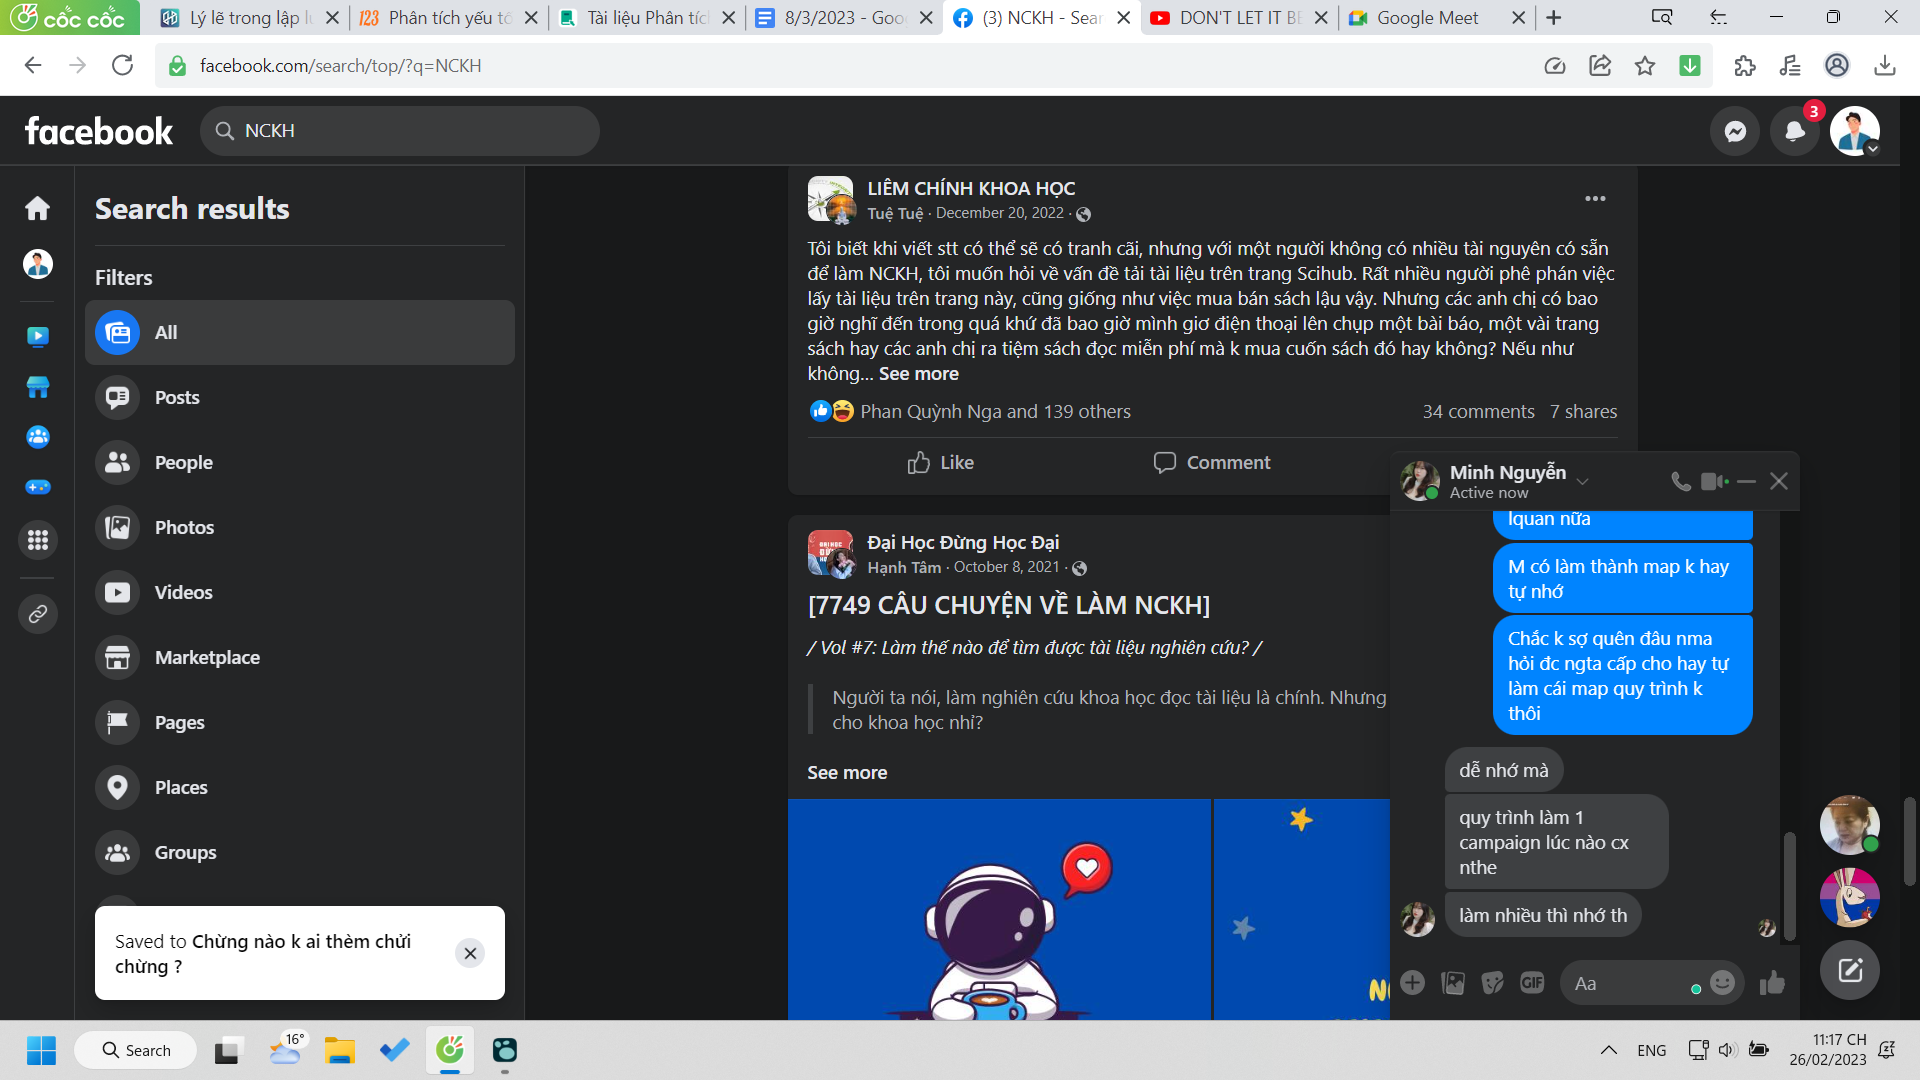 cốc cốc
Lý lẽ trong lập l
123 Phân tích yếu tố
Tài liệu Phân tíc
8/3/2023 - Goo
(3) NCKH - Sear
DON'T LET IT BE
Google Meet
facebook.com/search/top/?q=NCKH
facebook
NCKH
3
Search results
Filters
All
Posts
People
Photos
Videos
Marketplace
Pages
Places
Groups
Saved to Chừng nào k ai thèm chửi
chừng ?
LIÊM CHÍNH KHOA HỌC
Tuệ Tuệ · December 20, 2022 ·
Tôi biết khi viết stt có thể sẽ có tranh cãi, nhưng với một người không có nhiều tài nguyên có sẵn
để làm NCKH, tôi muốn hỏi về vấn đề tải tài liệu trên trang Scihub. Rất nhiều người phê phán việc
lấy tài liệu trên trang này, cũng giống như việc mua bán sách lậu vậy. Nhưng các anh chị có bao
giờ nghĩ đến trong quá khứ đã bao giờ mình giơ điện thoại lên chụp một bài báo, một vài trang
sách hay các anh chị ra tiệm sách đọc miễn phí mà k mua cuốn sách đó hay không? Nếu như
không... See more
Phan Quỳnh Nga and 139 others
34 comments 7 shares
Like
Comment
Đại Học Đừng Học Đại
Hạnh Tâm · October 8, 2021 ·
[7749 CÂU CHUYỆN VỀ LÀM NCKH]
/ Vol #7: Làm thế nào để tìm được tài liệu nghiên cứu? /
Người ta nói, làm nghiên cứu khoa học đọc tài liệu là chính. Nhưng
cho khoa học nhỉ?
See more
Minh Nguyễn
Active now
lquan nữa
M có làm thành map k hay
tự nhớ
Chắc k sợ quên đâu nma
hỏi đc ngta cấp cho hay tự
làm cái map quy trình k
thôi
dễ nhớ mà
quy trình làm 1
campaign lúc nào cx
nthe
làm nhiều thì nhớ th
GIF
Aa
Search
16°
ENG
11:17 CH
26/02/2023